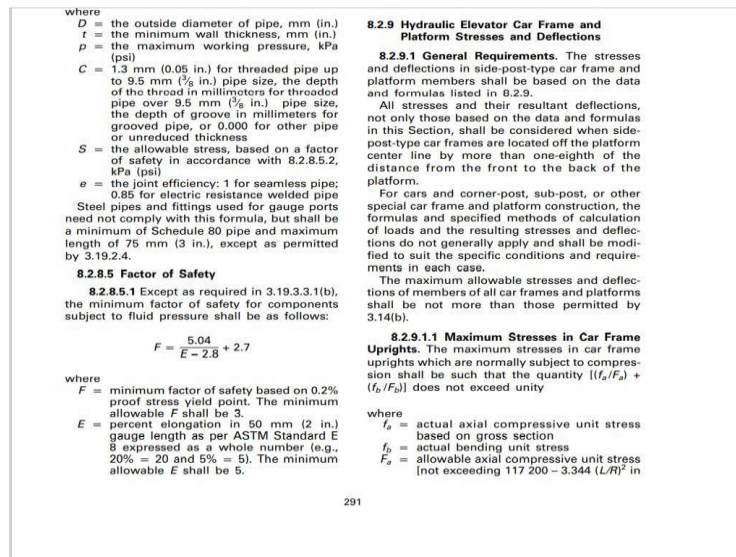 where
D = the outside diameter of pipe, mm (in.)
t = the minimum wall thickness, mm (in.)
p = the maximum working pressure, kPa
(psi)
C = 1.3 mm (0.05 in.) for threaded pipe up
to 9.5 mm (3/8 in.) pipe size, the depth
of the thread in millimeters for threaded
pipe over 9.5 mm (3/8 in.) pipe size,
the depth of groove in millimeters for
grooved pipe, or 0.000 for other pipe
or unreduced thickness
S = the allowable stress, based on a factor
of safety in accordance with 8.2.8.5.2,
kPa (psi)
e = the joint efficiency: 1 for seamless pipe;
0.85 for electric resistance welded pipe
Steel pipes and fittings used for gauge ports
need not comply with this formula, but shall be
a minimum of Schedule 80 pipe and maximum
length of 75 mm (3 in.), except as permitted
by 3.19.2.4.
8.2.8.5 Factor of Safety
8.2.8.5.1 Except as required in 3.19.3.3.1(b),
the minimum factor of safety for components
subject to fluid pressure shall be as follows:
F = 5.04 / (E − 2.8) + 2.7
where
F = minimum factor of safety based on 0.2%
proof stress yield point. The minimum
allowable F shall be 3.
E = percent elongation in 50 mm (2 in.)
gauge length as per ASTM Standard E
8 expressed as a whole number (e.g.,
20% = 20 and 5% = 5). The minimum
allowable E shall be 5.
8.2.9 Hydraulic Elevator Car Frame and
Platform Stresses and Deflections
8.2.9.1 General Requirements. The stresses
and deflections in side-post-type car frame and
platform members shall be based on the data
and formulas listed in 8.2.9.
All stresses and their resultant deflections,
not only those based on the data and formulas
in this Section, shall be considered when side-
post-type car frames are located off the platform
center line by more than one-eighth of the
distance from the front to the back of the
platform.
For cars and corner-post, sub-post, or other
special car frame and platform construction, the
formulas and specified methods of calculation
of loads and the resulting stresses and deflec-
tions do not generally apply and shall be modi-
fied to suit the specific conditions and require-
ments in each case.
The maximum allowable stresses and deflec-
tions of members of all car frames and platforms
shall be not more than those permitted by
3.14(b).
8.2.9.1.1 Maximum Stresses in Car Frame
Uprights. The maximum stresses in car frame
uprights which are normally subject to compres-
sion shall be such that the quantity [(fa/Fa) +
(fb/Fb)] does not exceed unity
where
fa = actual axial compressive unit stress
based on gross section
fb = actual bending unit stress
Fa = allowable axial compressive unit stress
[not exceeding 117 200 − 3.344 (L/R)² in
291